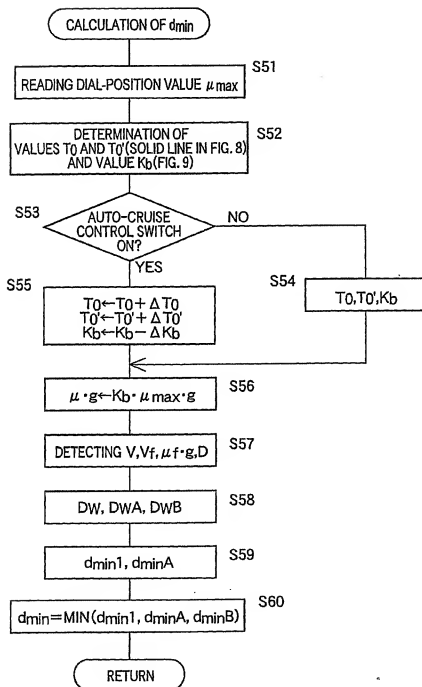 CALCULATION OF dmin
S51
READING DIAL-POSITION VALUE μmax
S52
DETERMINATION OF
VALUES T0 AND T0'(SOLID LINE IN FIG. 8)
AND VALUE Kb(FIG. 9)
S53
AUTO-CRUISE
CONTROL SWITCH
ON?
NO
YES
S55
T0←T0+ΔT0
T0'←T0'+ΔT0'
Kb←Kb−ΔKb
S54
T0,T0',Kb
S56
μ·g←Kb·μmax·g
S57
DETECTING V,Vf,μf·g,D
S58
DW, DWA, DWB
S59
dmin1, dminA
S60
dmin=MIN(dmin1, dminA, dminB)
RETURN